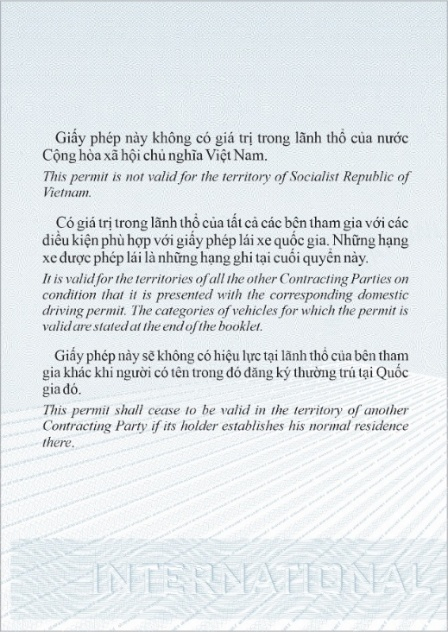 Giấy phép này không có giá trị trong lãnh thổ của nước
Cộng hòa xã hội chủ nghĩa Việt Nam.
This permit is not valid for the territory of Socialist Republic of
Vietnam.
Có giá trị trong lãnh thổ của tất cả các bên tham gia với các
điều kiện phù hợp với giấy phép lái xe quốc gia. Những hạng
xe được phép lái là những hạng ghi tại cuối quyển này.
It is valid for the territories of all the other Contracting Parties on
condition that it is presented with the corresponding domestic
driving permit. The categories of vehicles for which the permit is
valid are stated at the end of the booklet.
Giấy phép này sẽ không có hiệu lực tại lãnh thổ của bên tham
gia khác khi người có tên trong đó đăng ký thường trú tại Quốc
gia đó.
This permit shall cease to be valid in the territory of another
Contracting Party if its holder establishes his normal residence
there.
INTERNATIONAL